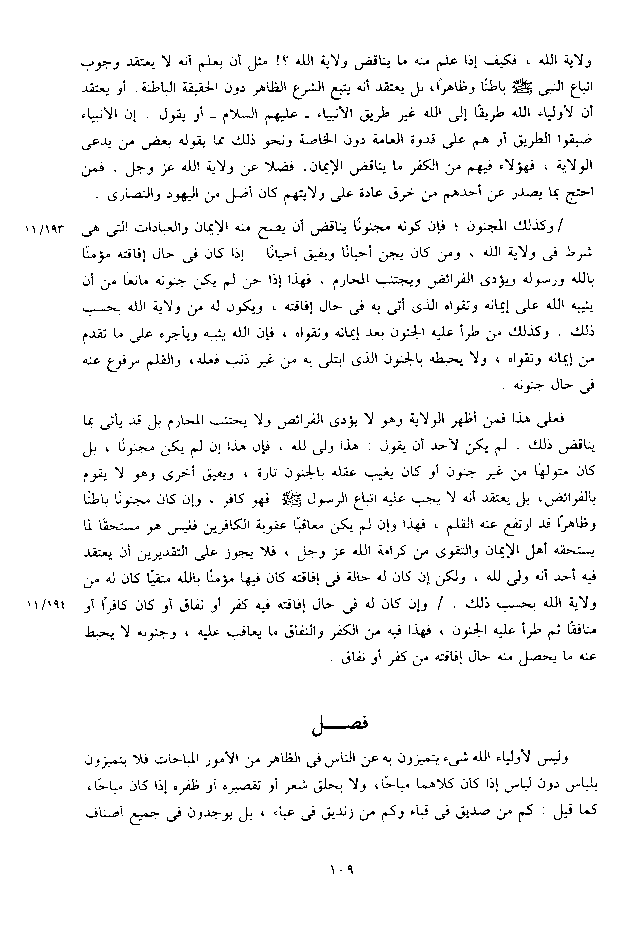 ولاية الله ، فكيف إذا علم منه ما يناقض ولاية الله ؟! مثل أن يعلم أنه لا يعتقد وجوب
اتباع النبى ﷺ باطنًا وظاهرًا، بل يعتقد أنه يتبع الشرع الظاهر دون الحقيقة الباطنة . أو يعتقد
أن لأولياء الله طريقًا إلى الله غير طريق الأنبياء ـ عليهم السلام ـ أو يقول . إن الأنبياء
ضيقوا الطريق أو هم على قدوة العامة دون الخاصة ونحو ذلك مما يقوله بعض من يدعى
الولاية ، فهؤلاء فيهم من الكفر ما يناقض الإيمان. فضلا عن ولاية الله عز وجل . فمن
احتج بما يصدر عن أحدهم من خرق عادة على ولايتهم كان أضل من اليهود والنصارى .
١١/١٩٣ / وكذلك المجنون ؛ فإن كونه مجنونًا يناقض أن يصح منه الإيمان والعبادات التى هى
شرط فى ولاية الله ، ومن كان يجن أحيانًا ويفيق أحيانًا إذا كان فى حال إفاقته مؤمنًا
بالله ورسوله ويؤدى الفرائض ويجتنب المحارم ، فهذا إذا جن لم يكن جنونه مانعًا من أن
يثيبه الله على إيمانه وتقواه الذى أتى به فى حال إفاقته ، ويكون له من ولاية الله بحسب
ذلك . وكذلك من طرأ عليه الجنون بعد إيمانه وتقواه ، فإن الله يثيبه ويأجره على ما تقدم
من إيمانه وتقواه ، ولا يحبطه بالجنون الذى ابتلى به من غير ذنب فعله، والقلم مرفوع عنه
فى حال جنونه .
فعلى هذا فمن أظهر الولاية وهو لا يؤدى الفرائض ولا يجتنب المحارم بل قد يأتى بما
يناقض ذلك . لم يكن لأحد أن يقول : هذا ولى لله ، فإن هذا إن لم يكن مجنونًا ، بل
كان متولهًا من غير جنون أو كان يغيب عقله بالجنون تارة ، ويفيق أخرى وهو لا يقوم
بالفرائض، بل يعتقد أنه لا يجب عليه اتباع الرسول ﷺ فهو كافر ، وإن كان مجنونًا باطنًا
وظاهرًا قد ارتفع عنه القلم ، فهذا وإن لم يكن معاقبًا عقوبة الكافرين فليس هو مستحقًا لما
يستحقه أهل الإيمان والتقوى من كرامة الله عز وجل ، فلا يجوز على التقديرين أن يعتقد
فيه أحد أنه ولى لله ، ولكن إن كان له حالة فى إفاقته كان فيها مؤمنًا بالله متقيًا كان له من
١١/١٩٤ ولاية الله بحسب ذلك . / وإن كان له فى حال إفاقته فيه كفر أو نفاق أو كان كافرًا أو
منافقًا ثم طرأ عليه الجنون ، فهذا فيه من الكفر والنفاق ما يعاقب عليه ، وجنونه لا يحبط
عنه ما يحصل منه حال إفاقته من كفر أو نفاق .
فصــل
وليس لأولياء الله شىء يتميزون به عن الناس فى الظاهر من الأمور المباحات فلا يتميزون
بلباس دون لباس إذا كان كلاهما مباحًا، ولا بحلق شعر أو تقصيره أو ظفره إذا كان مباحًا،
كما قيل : كم من صديق فى قباء وكم من زنديق فى عباء ، بل يوجدون فى جميع أصناف
١٠٩